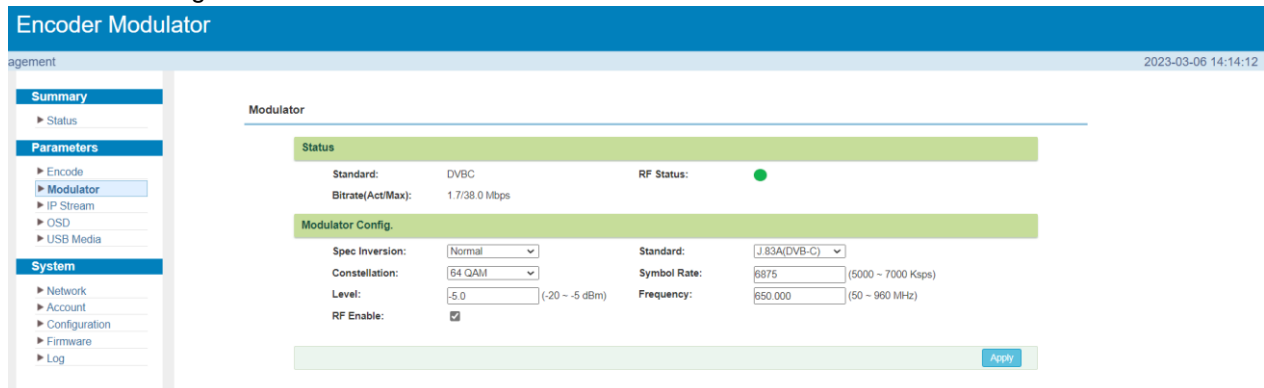 Encoder Modulator
agement 2023-03-06 14:14:12
Summary
Status
Modulator
Parameters
Status
Encode
Standard: DVBC RF Status:
Modulator
Bitrate(Act/Max): 1.7/38.0 Mbps
IP Stream
OSD
Modulator Config.
USB Media
Spec Inversion: Normal Standard: J.83A(DVB-C)
System
Constellation: 64 QAM Symbol Rate: 6875 (5000 ~ 7000 Ksps)
Network
Level: -5.0 (-20 ~ -5 dBm) Frequency: 650.000 (50 ~ 960 MHz)
Account
RF Enable:
Configuration
Firmware
Log
Apply